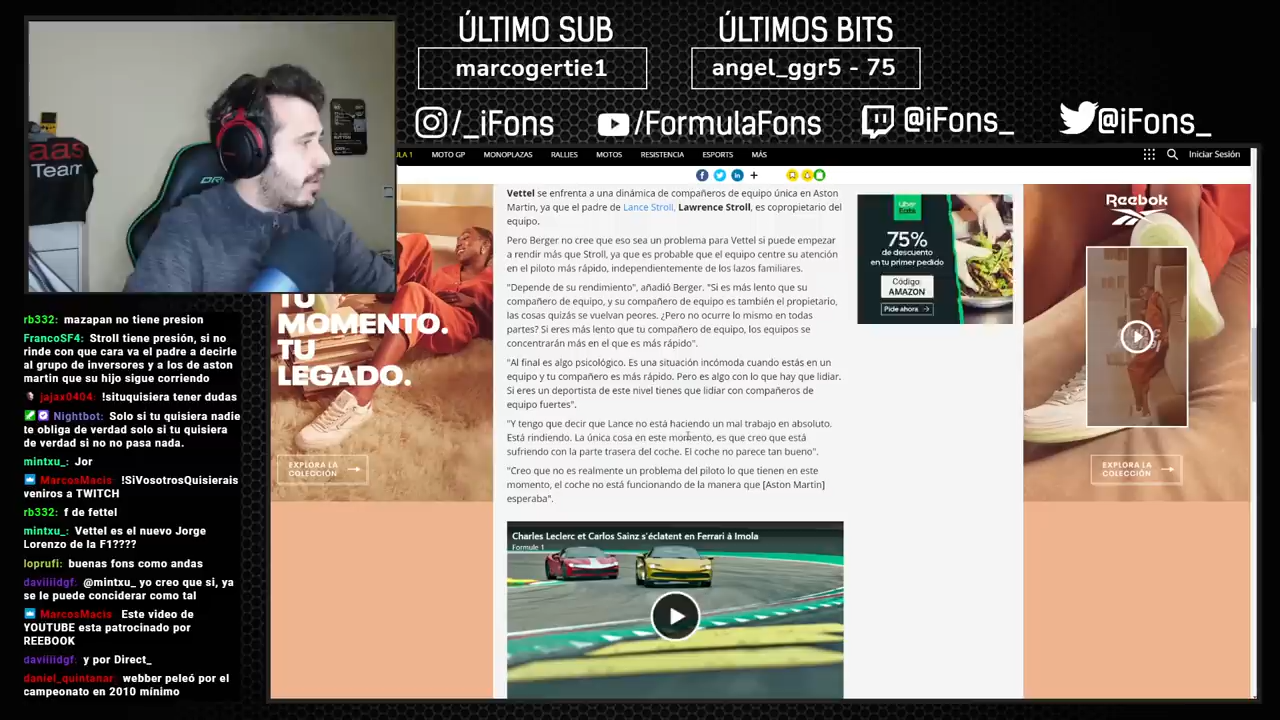 ÚLTIMO SUB
marcogertie1
ÚLTIMOS BITS
angel_ggr5 - 75
/_iFons
/FormulaFons
@iFons_
@iFons_
aas
Team
ULA 1
MOTO GP
MONOPLAZAS
RALLIES
MOTOS
RESISTENCIA
ESPORTS
MÁS
Iniciar Sesión
Vettel se enfrenta a una dinámica de compañeros de equipo única en Aston
Martin, ya que el padre de Lance Stroll, Lawrence Stroll, es copropietario del
equipo.
Pero Berger no cree que eso sea un problema para Vettel si puede empezar
a rendir más que Stroll, ya que es probable que el equipo centre su atención
en el piloto más rápido, independientemente de los lazos familiares.
"Depende de su rendimiento", añadió Berger. "Si es más lento que su
compañero de equipo, y su compañero de equipo es también el propietario,
las cosas quizás se vuelvan peores. ¿Pero no ocurre lo mismo en todas
partes? Si eres más lento que tu compañero de equipo, los equipos se
concentrarán más en el que es más rápido".
"Al final es algo psicológico. Es una situación incómoda cuando estás en un
equipo y tu compañero es más rápido. Pero es algo con lo que hay que lidiar.
Si eres un deportista de este nivel tienes que lidiar con compañeros de
equipo fuertes".
"Y tengo que decir que Lance no está haciendo un mal trabajo en absoluto.
Está rindiendo. La única cosa en este momento, es que creo que está
sufriendo con la parte trasera del coche. El coche no parece tan bueno".
"Creo que no es realmente un problema del piloto lo que tienen en este
momento, el coche no está funcionando de la manera que [Aston Martin]
esperaba".
Charles Leclerc et Carlos Sainz s'éclatent en Ferrari à Imola
Formule 1
Uber
Eats
75%
de descuento
en tu primer pedido
Código:
AMAZON
Pide ahora
Reebok
EXPLORA LA
COLECCIÓN
TU
MOMENTO.
TU
LEGADO.
EXPLORA LA
COLECCIÓN
rb332: mazapan no tiene presion
FrancoSF4: Stroll tiene presión, si no
rinde con que cara va el padre a decirle
al grupo de inversores y a los de aston
martin que su hijo sigue corriendo
jajax0404: !situquisiera tener dudas
Nightbot: Solo si tu quisiera nadie
te obliga de verdad solo si tu quisiera
de verdad si no no pasa nada.
mintxu_: Jor
MarcosMacis: !SiVosotrosQuisierais
veniros a TWITCH
rb332: f de fettel
mintxu_: Vettel es el nuevo Jorge
Lorenzo de la F1????
loprufi: buenas fons como andas
daviiiidgf: @mintxu_ yo creo que si, ya
se le puede conciderar como tal
MarcosMacis: Este video de
YOUTUBE esta patrocinado por
REEBOOK
daviiiidgf: y por Direct_
daniel_quintanar: webber peleó por el
campeonato en 2010 mínimo